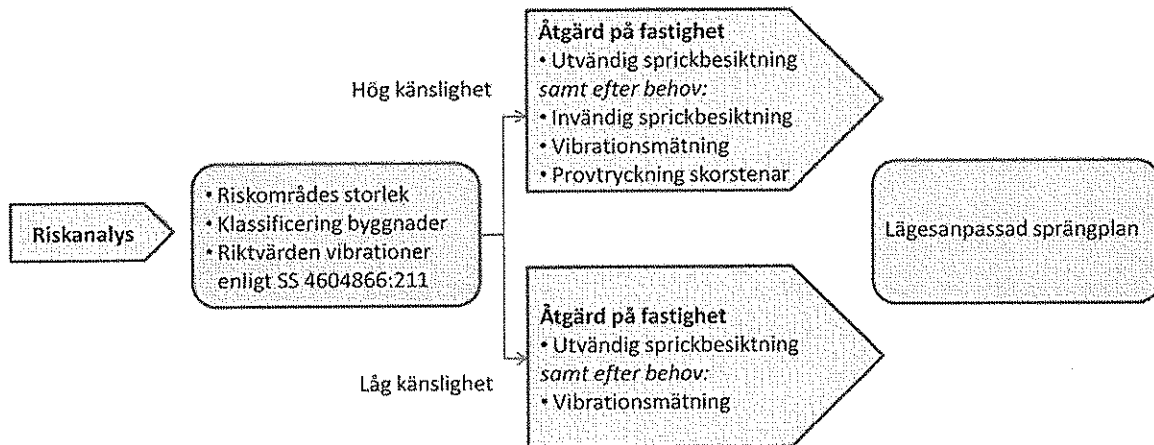 Riskanalys
• Riskområdes storlek
• Klassificering byggnader
• Riktvärden vibrationer
enligt SS 4604866:211
Hög känslighet
Åtgärd på fastighet
• Utvändig sprickbesiktning
samt efter behov:
• Invändig sprickbesiktning
• Vibrationsmätning
• Provtryckning skorstenar
Låg känslighet
Åtgärd på fastighet
• Utvändig sprickbesiktning
samt efter behov:
• Vibrationsmätning
Lägesanpassad sprängplan